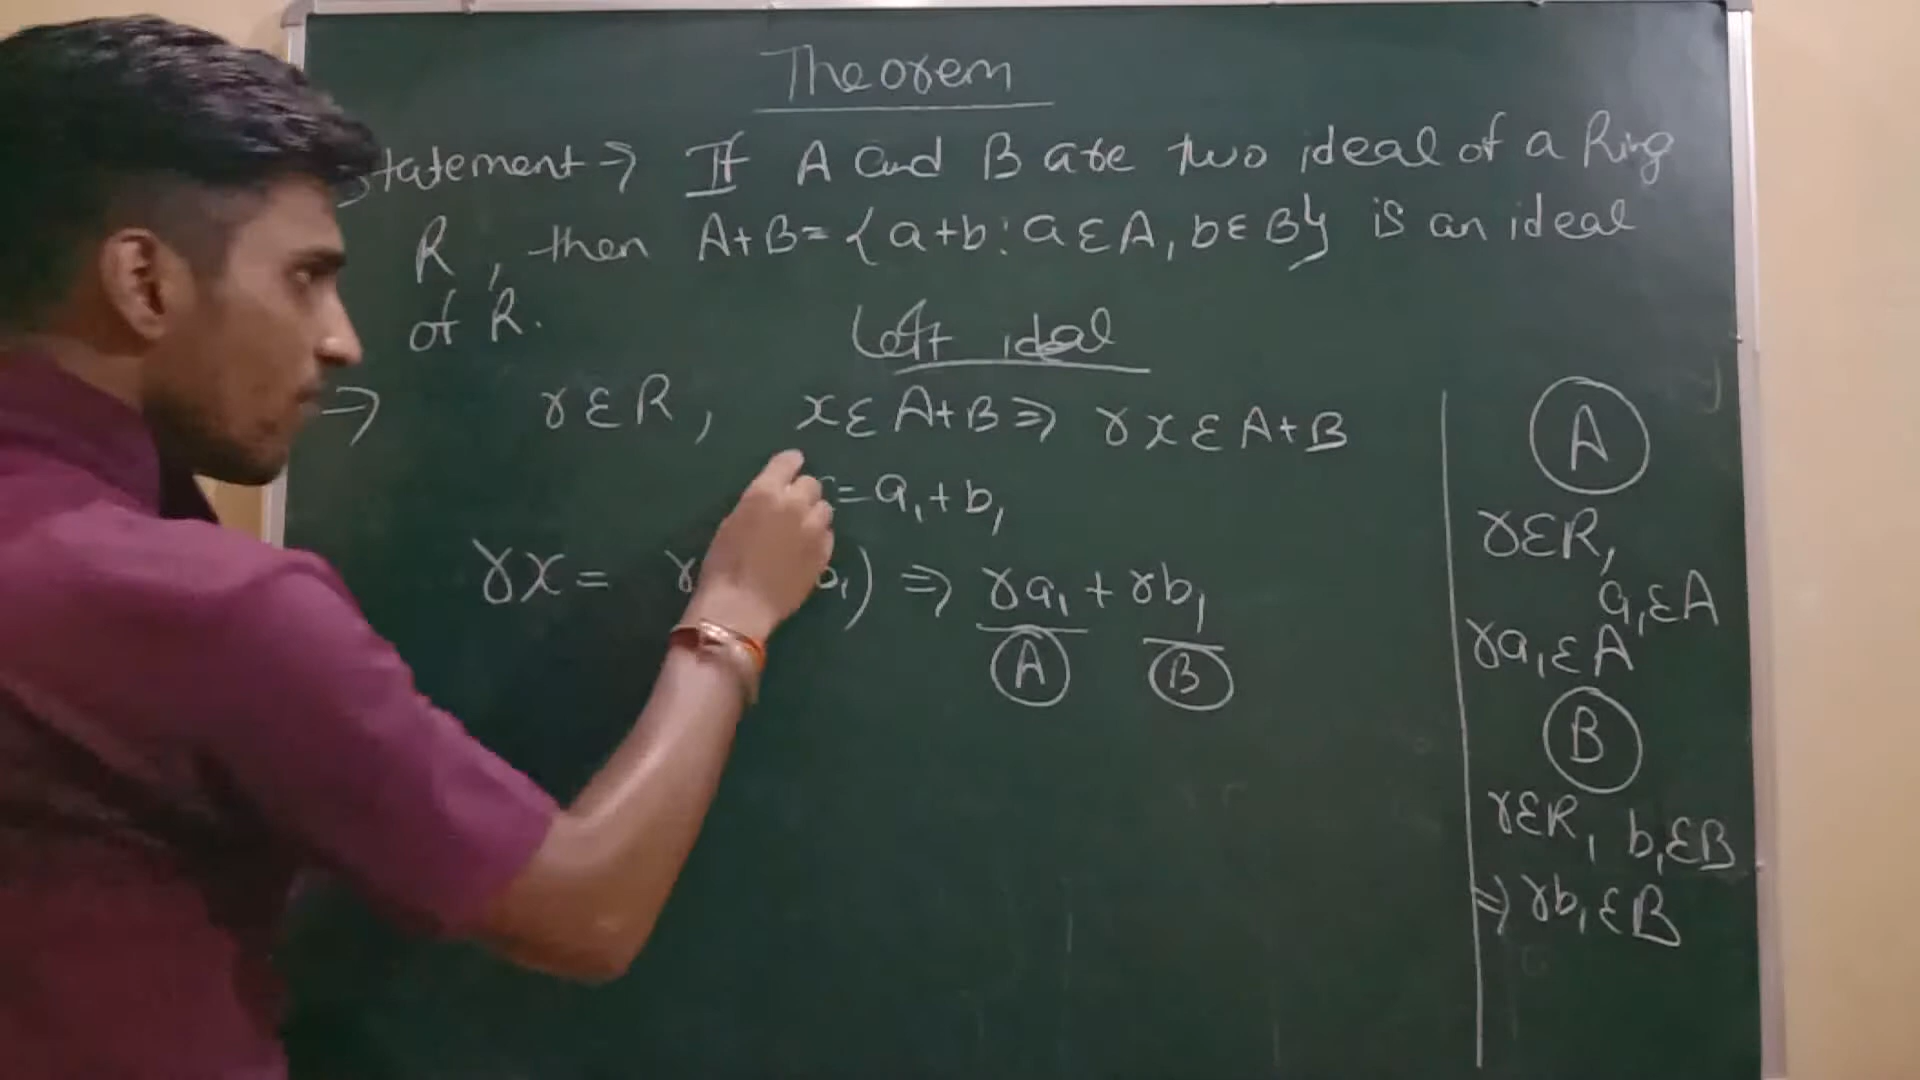 Theorem
Statement → If A and B are two ideal of a Ring
R, then A+B = {a+b : a ∈ A, b ∈ B} is an ideal
of R.
Left ideal
→ r ∈ R, x ∈ A+B ⇒ rx ∈ A+B
= a₁ + b₁
rx = r b₁) ⇒ ra₁ + rb₁
A B
A
r ∈ R,
a₁ ∈ A
ra₁ ∈ A
B
r ∈ R, b₁ ∈ B
⇒ rb₁ ∈ B